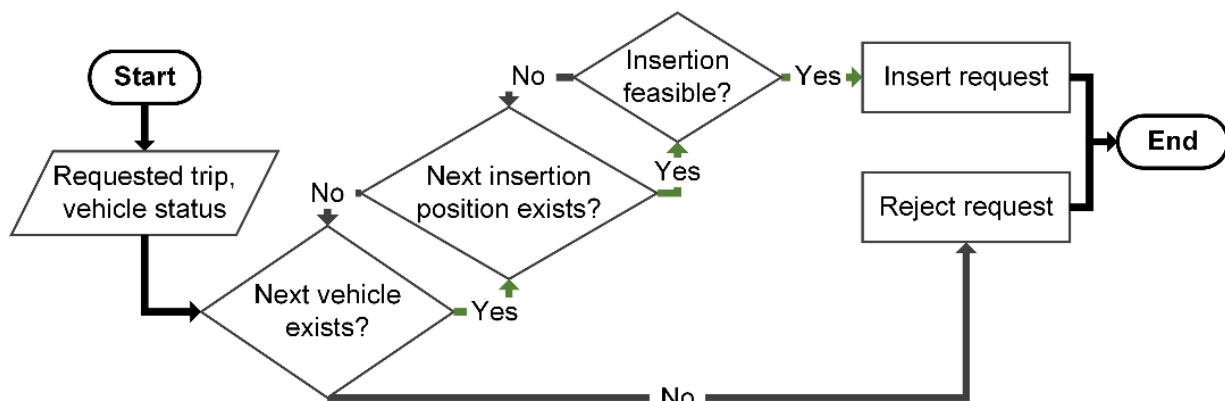 Start
Requested trip,
vehicle status
Next vehicle
exists?
Yes
No
Next insertion
position exists?
Yes
No
Insertion
feasible?
Yes
Insert request
No
Reject request
End